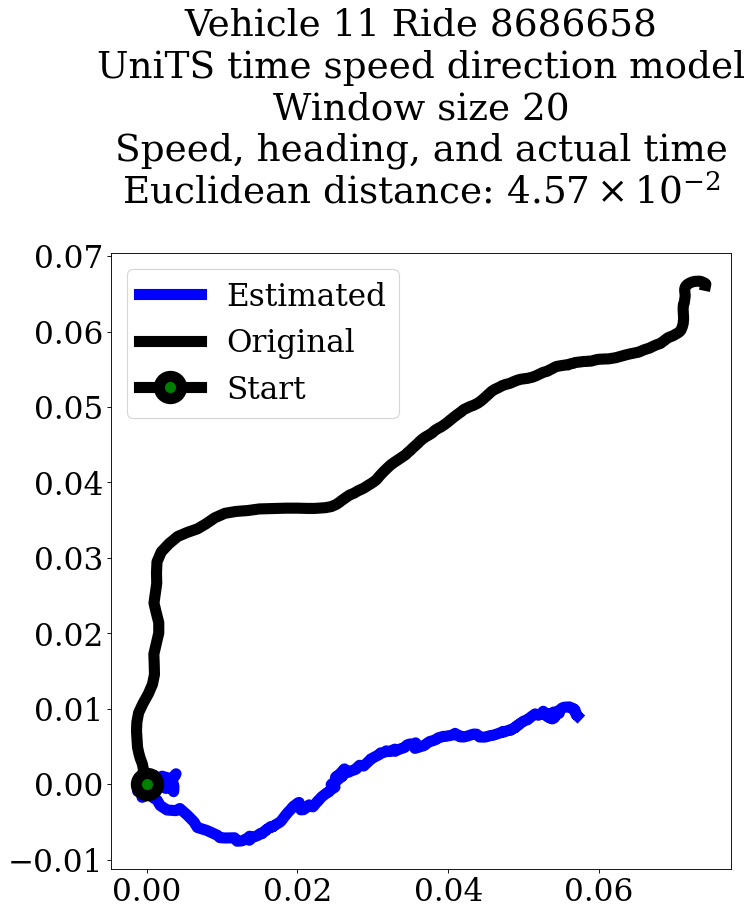 Vehicle 11 Ride 8686658
UniTS time speed direction model
Window size 20
Speed, heading, and actual time
Euclidean distance: 4.57 × 10⁻²
0.07
Estimated
0.06
Original
0.05
Start
0.04
0.03
0.02
0.01
0.00
−0.01
0.00 0.02 0.04 0.06